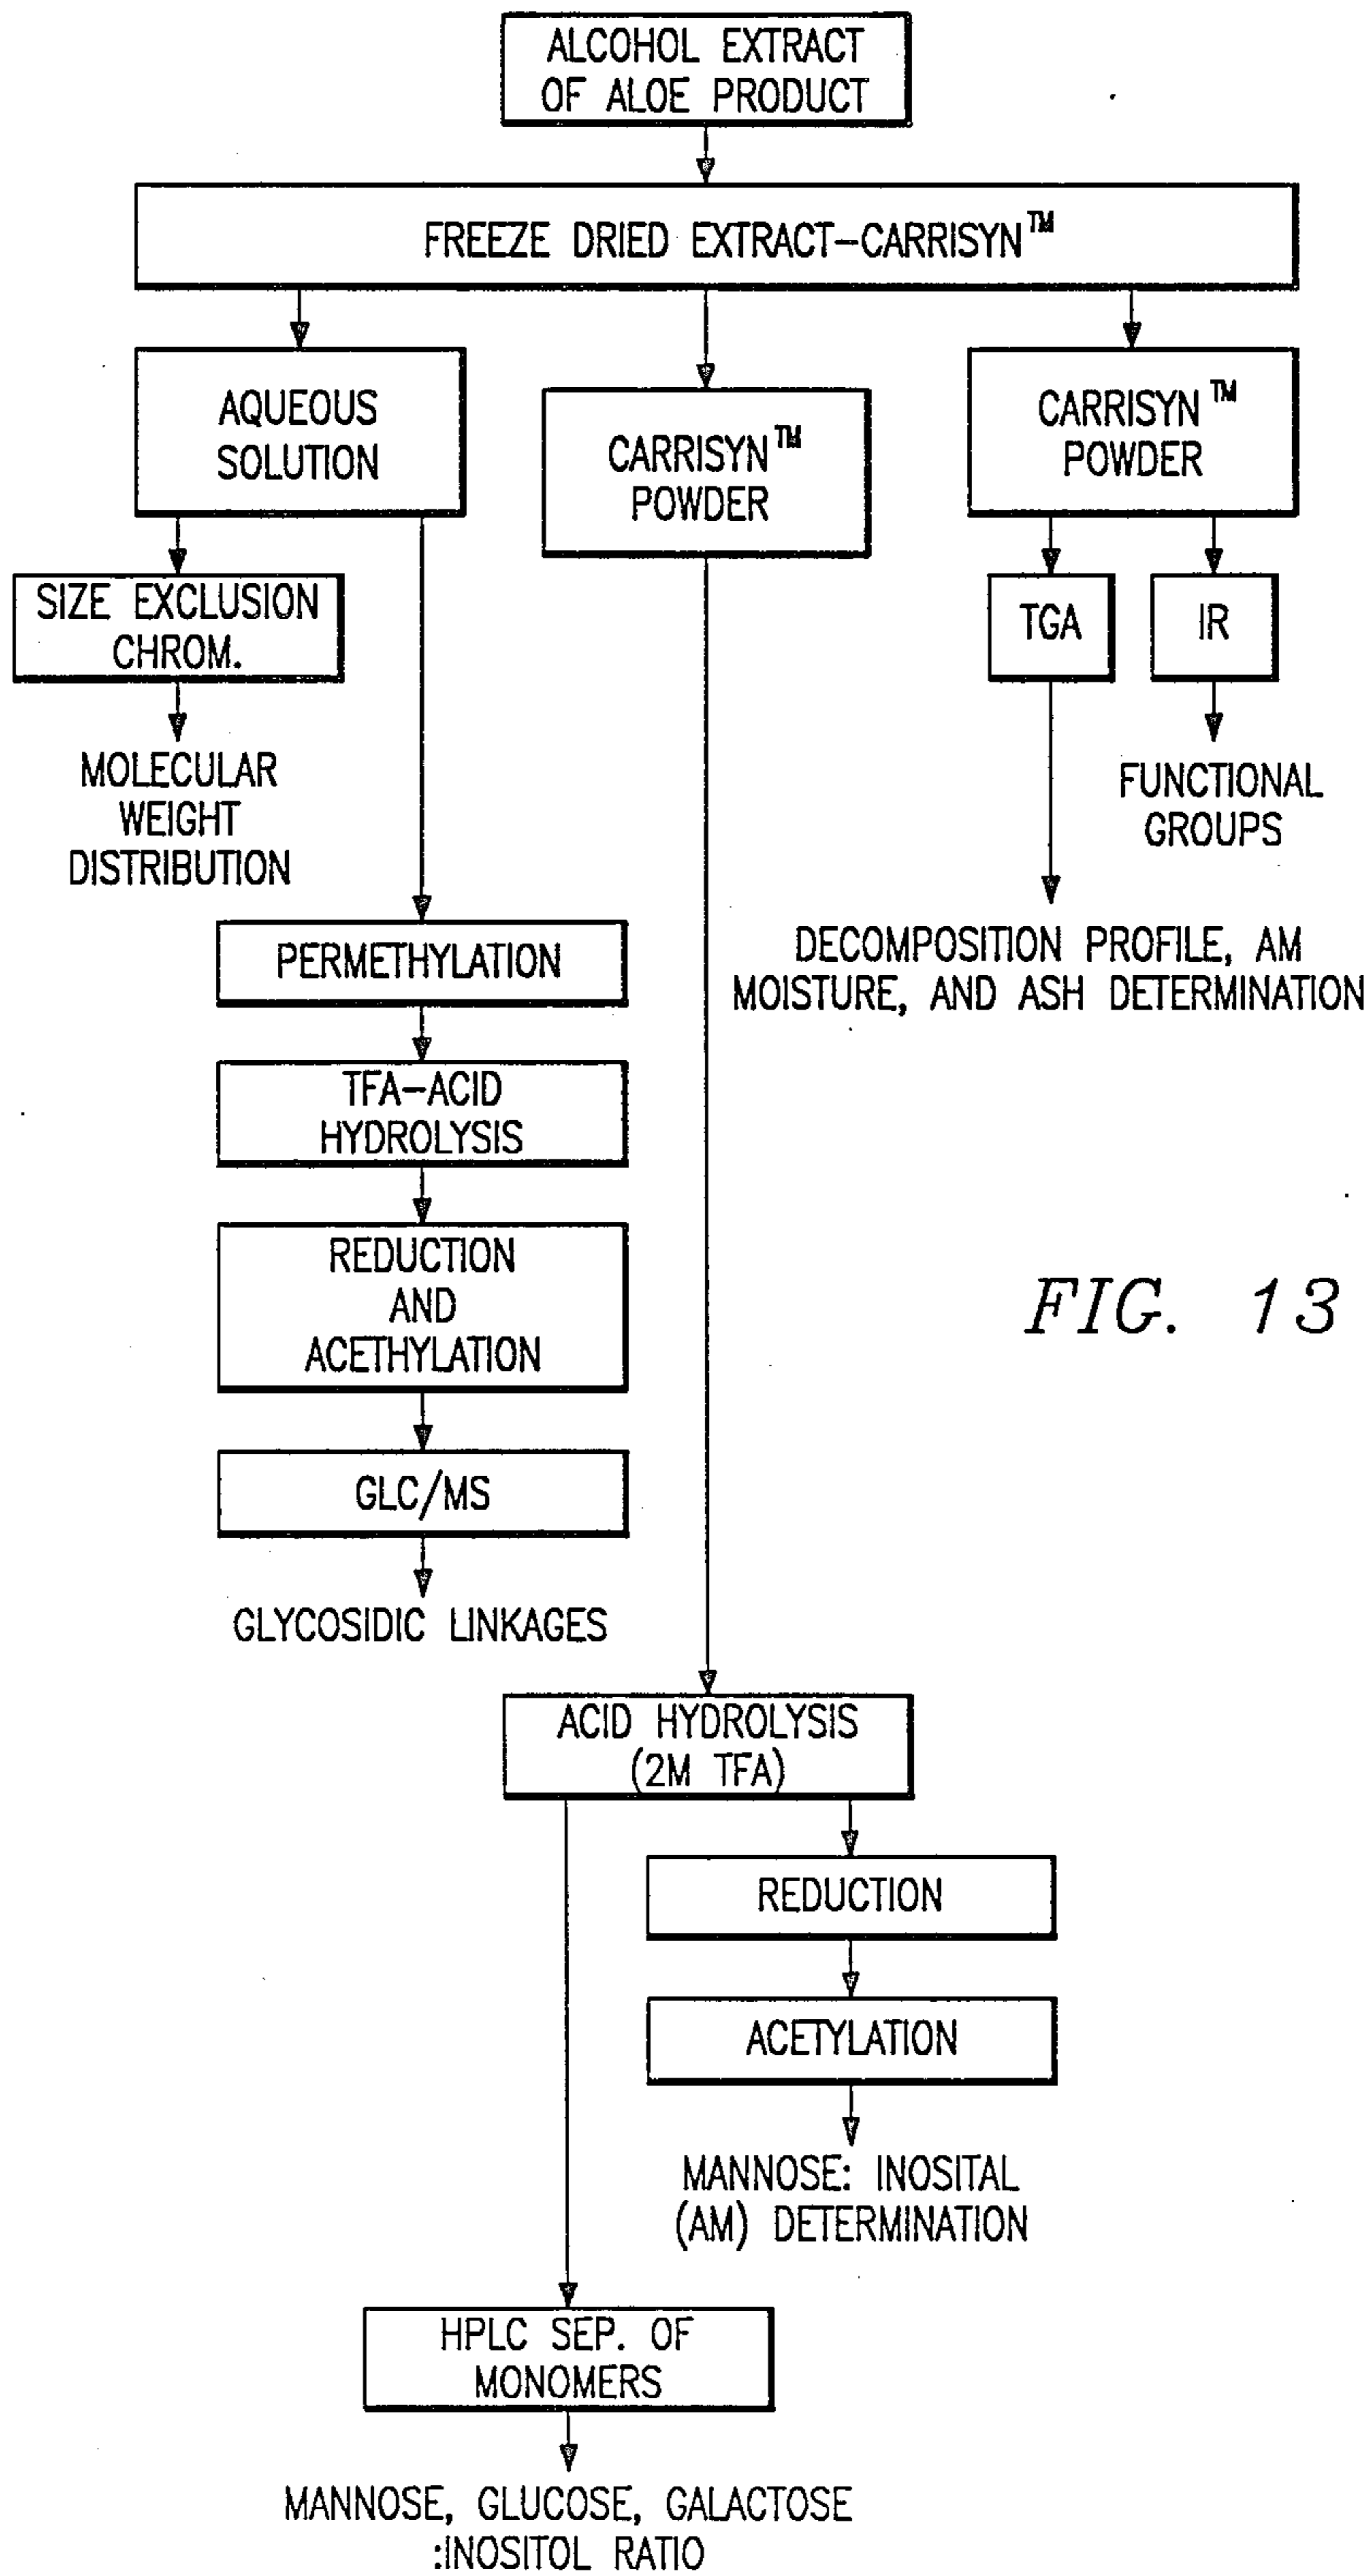 ALCOHOL EXTRACT
OF ALOE PRODUCT
FREEZE DRIED EXTRACT-CARRISYN™
AQUEOUS
SOLUTION
CARRISYN™
POWDER
CARRISYN™
POWDER
SIZE EXCLUSION
CHROM.
TGA
IR
MOLECULAR
WEIGHT
DISTRIBUTION
FUNCTIONAL
GROUPS
PERMETHYLATION
DECOMPOSITION PROFILE, AM
MOISTURE, AND ASH DETERMINATION
TFA-ACID
HYDROLYSIS
REDUCTION
AND
ACETHYLATION
FIG. 13
GLC/MS
GLYCOSIDIC LINKAGES
ACID HYDROLYSIS
(2M TFA)
REDUCTION
ACETYLATION
MANNOSE: INOSITAL
(AM) DETERMINATION
HPLC SEP. OF
MONOMERS
MANNOSE, GLUCOSE, GALACTOSE
:INOSITOL RATIO